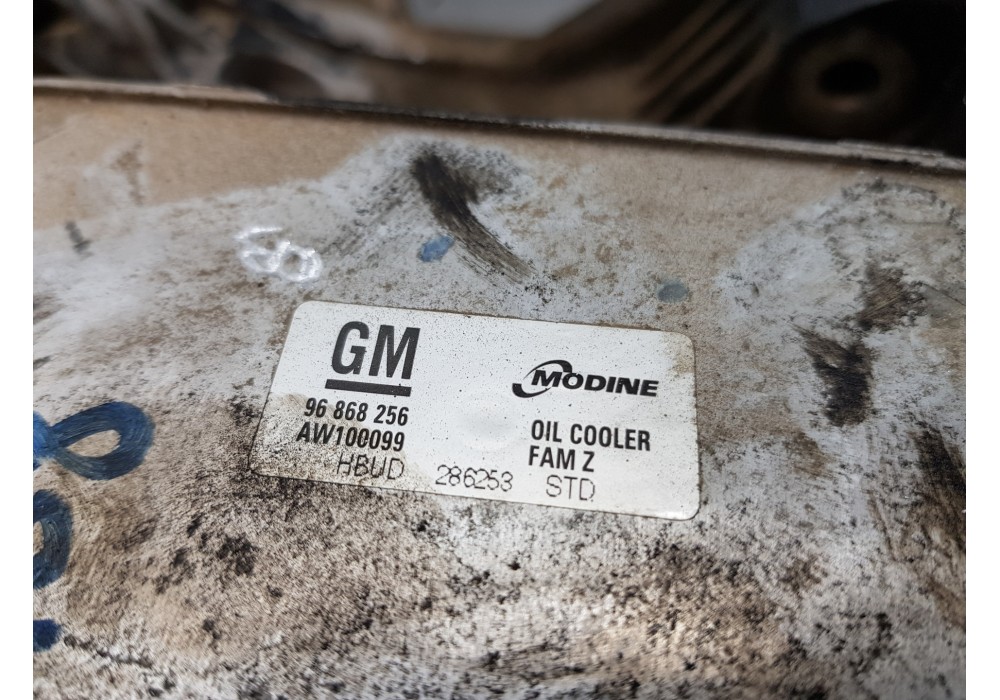 GM
MODINE
96 868 256
AW100099
OIL COOLER
FAM Z
HBUD 286253 STD